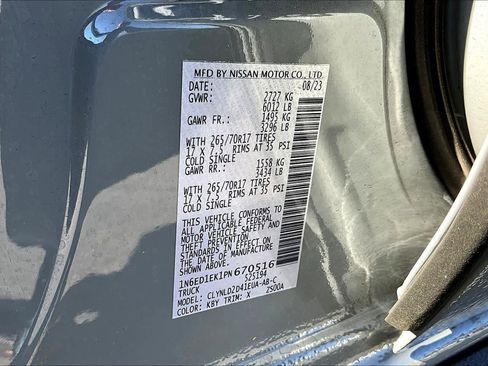 MFD BY NISSAN MOTOR CO., LTD
DATE: 08/23
GVWR: 2727 KG
6012 LB
GAWR FR.: 1495 KG
3296 LB
WITH 265/70R17 TIRES
17 X 7.5 RIMS AT 35 PSI
COLD SINGLE
GAWR RR.: 1558 KG
3434 LB
WITH 265/70R17 TIRES
17 X 7.5 RIMS AT 35 PSI
COLD SINGLE
THIS VEHICLE CONFORMS TO
ALL APPLICABLE FEDERAL
MOTOR VEHICLE SAFETY AND
THEFT PREVENTION
STANDARDS IN EFFECT ON
THE DATE OF MANUFACTURE
SHOWN ABOVE.
1N6ED1EK1PN670516
TRUCK 525194
MODEL: CLYNLD2D41EUA-AB-C
COLOR: KBY TRIM: X 2S00A